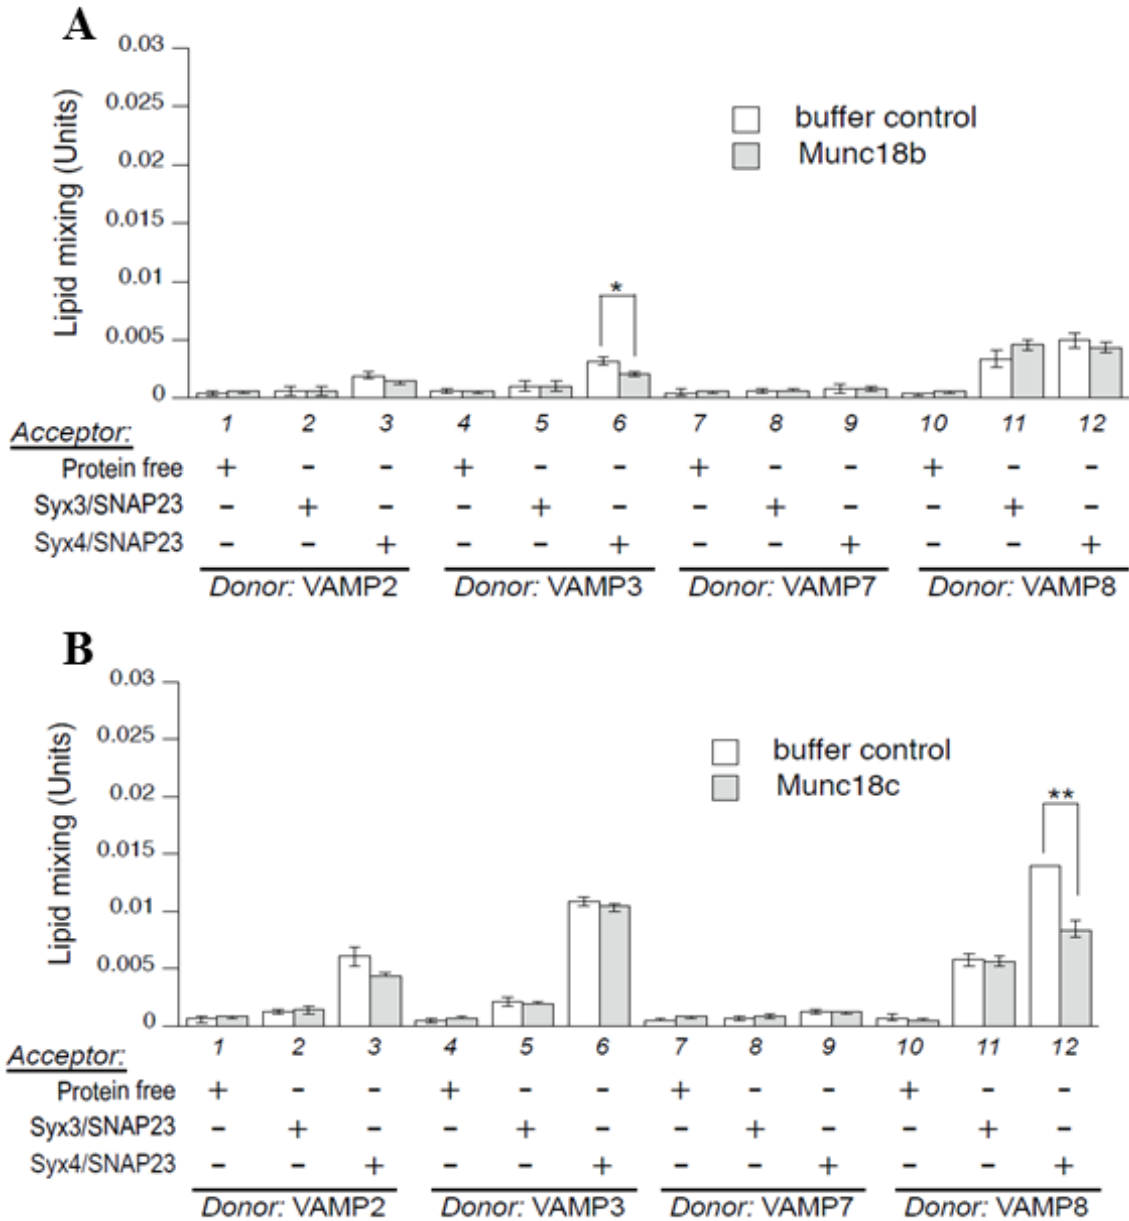 A
0.03
0.025
0.02
0.015
0.01
0.005
0
Lipid mixing (Units)
buffer control
Munc18b
*
Acceptor: 1 2 3 4 5 6 7 8 9 10 11 12
Protein free + - - + - - + - - + - -
Syx3/SNAP23 - + - - + - - + - - + -
Syx4/SNAP23 - - + - - + - - + - - +
Donor: VAMP2 Donor: VAMP3 Donor: VAMP7 Donor: VAMP8
B
0.03
0.025
0.02
0.015
0.01
0.005
0
Lipid mixing (Units)
buffer control
Munc18c
**
Acceptor: 1 2 3 4 5 6 7 8 9 10 11 12
Protein free + - - + - - + - - + - -
Syx3/SNAP23 - + - - + - - + - - + -
Syx4/SNAP23 - - + - - + - - + - - +
Donor: VAMP2 Donor: VAMP3 Donor: VAMP7 Donor: VAMP8